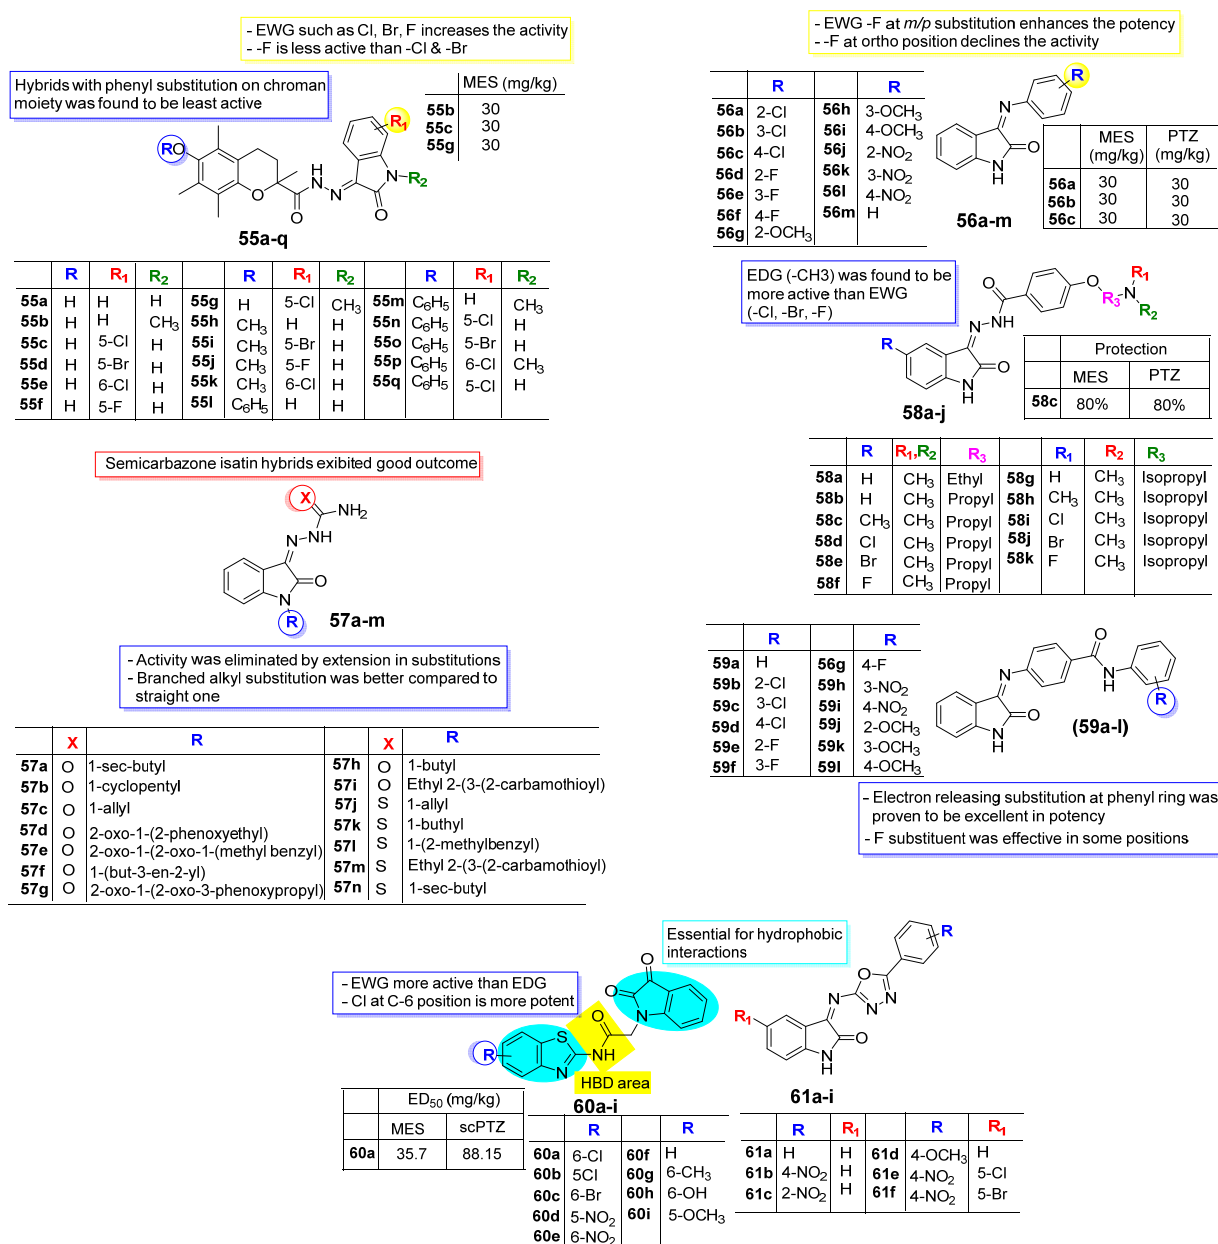 - EWG such as Cl, Br, F increases the activity
- -F is less active than -Cl & -Br
Hybrids with phenyl substitution on chroman
moiety was found to be least active
MES (mg/kg)
55b 30
55c 30
55g 30
RO
R1
N
R2
O
H
N
N
O
O
55a-q
R R1 R2 R R1 R2 R R1 R2
55a H H H 55g H 5-Cl CH3 55m C6H5 H CH3
55b H H CH3 55h CH3 H H 55n C6H5 5-Cl H
55c H 5-Cl H 55i CH3 5-Br H 55o C6H5 5-Br H
55d H 5-Br H 55j CH3 5-F H 55p C6H5 6-Cl CH3
55e H 6-Cl H 55k CH3 6-Cl H 55q C6H5 5-Cl H
55f H 5-F H 55l C6H5 H H
- EWG -F at m/p substitution enhances the potency
- -F at ortho position declines the activity
R R
56a 2-Cl 56h 3-OCH3
56b 3-Cl 56i 4-OCH3
56c 4-Cl 56j 2-NO2
56d 2-F 56k 3-NO2
56e 3-F 56l 4-NO2
56f 4-F 56m H
56g 2-OCH3
R
N
O
NH
56a-m
MES PTZ
(mg/kg) (mg/kg)
56a 30 30
56b 30 30
56c 30 30
EDG (-CH3) was found to be
more active than EWG
(-Cl, -Br, -F)
O
O
R1
N
R3
R2
NH
N
R
O
NH
58a-j
Protection
MES PTZ
58c 80% 80%
R R1,R2 R3 R1 R2 R3
58a H CH3 Ethyl 58g H CH3 Isopropyl
58b H CH3 Propyl 58h CH3 CH3 Isopropyl
58c CH3 CH3 Propyl 58i Cl CH3 Isopropyl
58d Cl CH3 Propyl 58j Br CH3 Isopropyl
58e Br CH3 Propyl 58k F CH3 Isopropyl
58f F CH3 Propyl
Semicarbazone isatin hybrids exibited good outcome
X
NH2
N
NH
O
N
R
57a-m
- Activity was eliminated by extension in substitutions
- Branched alkyl substitution was better compared to
straight one
X R X R
57a O 1-sec-butyl 57h O 1-butyl
57b O 1-cyclopentyl 57i O Ethyl 2-(3-(2-carbamothioyl)
57c O 1-allyl 57j S 1-allyl
57d O 2-oxo-1-(2-phenoxyethyl) 57k S 1-buthyl
57e O 2-oxo-1-(2-oxo-1-(methyl benzyl) 57l S 1-(2-methylbenzyl)
57f O 1-(but-3-en-2-yl) 57m S Ethyl 2-(3-(2-carbamothioyl)
57g O 2-oxo-1-(2-oxo-3-phenoxypropyl) 57n S 1-sec-butyl
R R
59a H 56g 4-F
59b 2-Cl 59h 3-NO2
59c 3-Cl 59i 4-NO2
59d 4-Cl 59j 2-OCH3
59e 2-F 59k 3-OCH3
59f 3-F 59l 4-OCH3
O
N
N
H
R
O
NH
(59a-l)
- Electron releasing substitution at phenyl ring was
proven to be excellent in potency
- F substituent was effective in some positions
Essential for hydrophobic
interactions
- EWG more active than EDG
- Cl at C-6 position is more potent
O
O
N
O
S
R
NH
N
HBD area
60a-i
ED50 (mg/kg)
MES scPTZ
60a 35.7 88.15
R R
60a 6-Cl 60f H
60b 5Cl 60g 6-CH3
60c 6-Br 60h 6-OH
60d 5-NO2 60i 5-OCH3
60e 6-NO2
R
O
N
N
N
R1
O
NH
61a-i
R R1 R R1
61a H H 61d 4-OCH3 H
61b 4-NO2 H 61e 4-NO2 5-Cl
61c 2-NO2 H 61f 4-NO2 5-Br